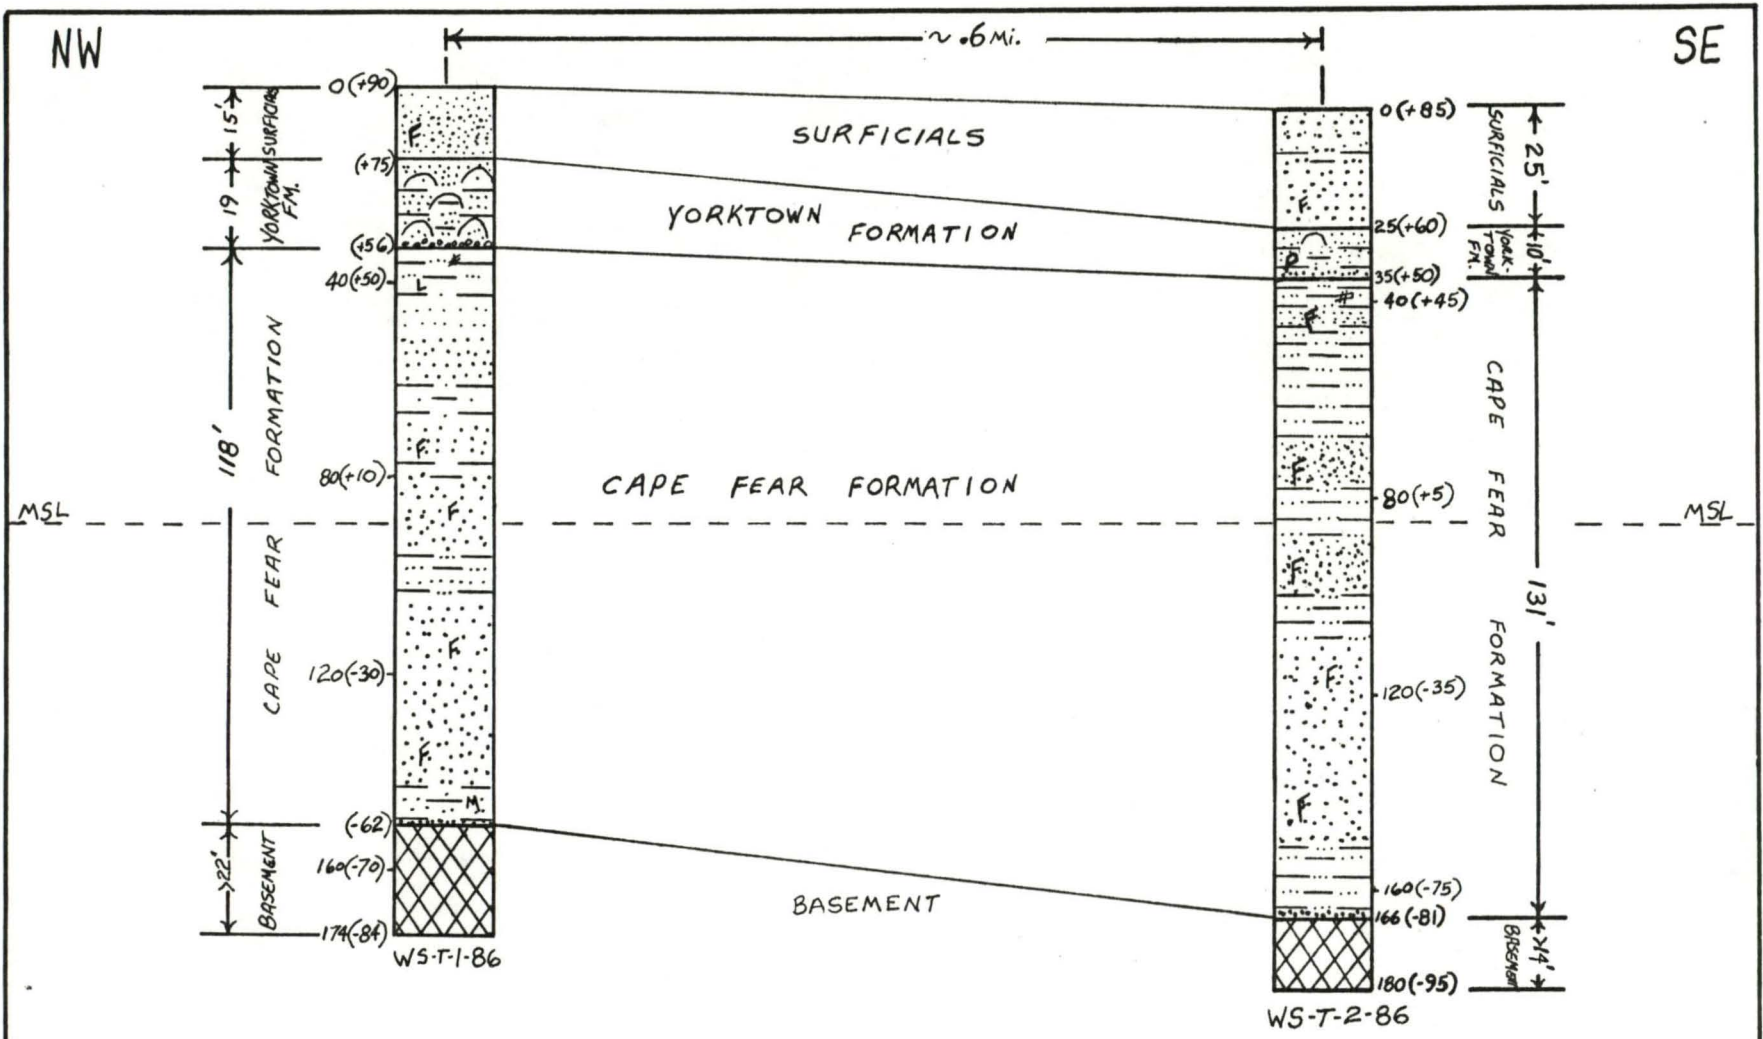 NW
~ .6 Mi.
SE
0(+90)
(+75)
(+56)
40(+50)
80(+10)
120(-30)
(-62)
160(-70)
174(-84)
WS-T-1-86
15'
SURFICIALS
19
YORKTOWN
FM.
118'
CAPE FEAR FORMATION
>22'
BASEMENT
MSL
F
L
F
F
F
F
M
SURFICIALS
YORKTOWN
FORMATION
CAPE FEAR FORMATION
BASEMENT
F
P
#
F
F
F
F
F
0(+85)
25(+60)
35(+50)
40(+45)
80(+5)
120(-35)
160(-75)
166(-81)
180(-95)
WS-T-2-86
SURFICIALS
25'
YORK-
TOWN
FM.
10'
CAPE FEAR FORMATION
131'
MSL
BASEMENT
>14'